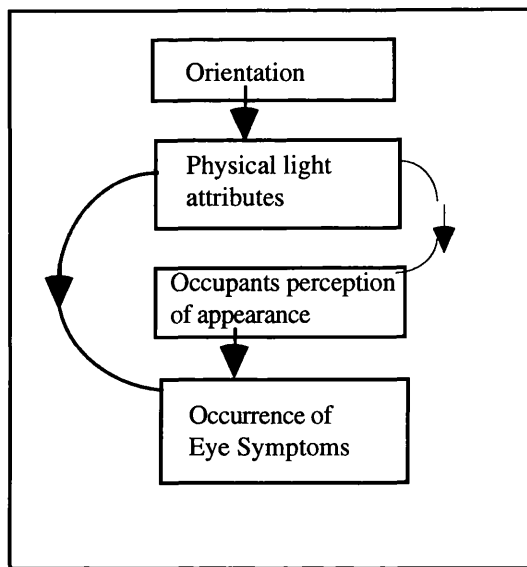 Orientation
Physical light
attributes
Occupants perception
of appearance
Occurrence of
Eye Symptoms